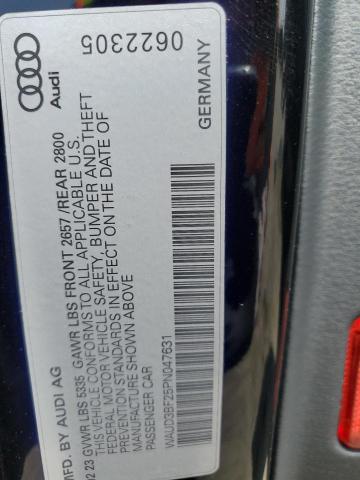 Audi
0622305
MFD. BY AUDI AG
02 23 GVWR LBS 5335 GAWR LBS FRONT 2657 /REAR 2800
THIS VEHICLE CONFORMS TO ALL APPLICABLE U.S.
MOTOR VEHICLE SAFETY, BUMPER AND THEFT
PREVENTION STANDARDS IN EFFECT ON THE DATE OF
MANUFACTURE SHOWN ABOVE
PASSENGER CAR
GERMANY
WAUD3BF25PN047631